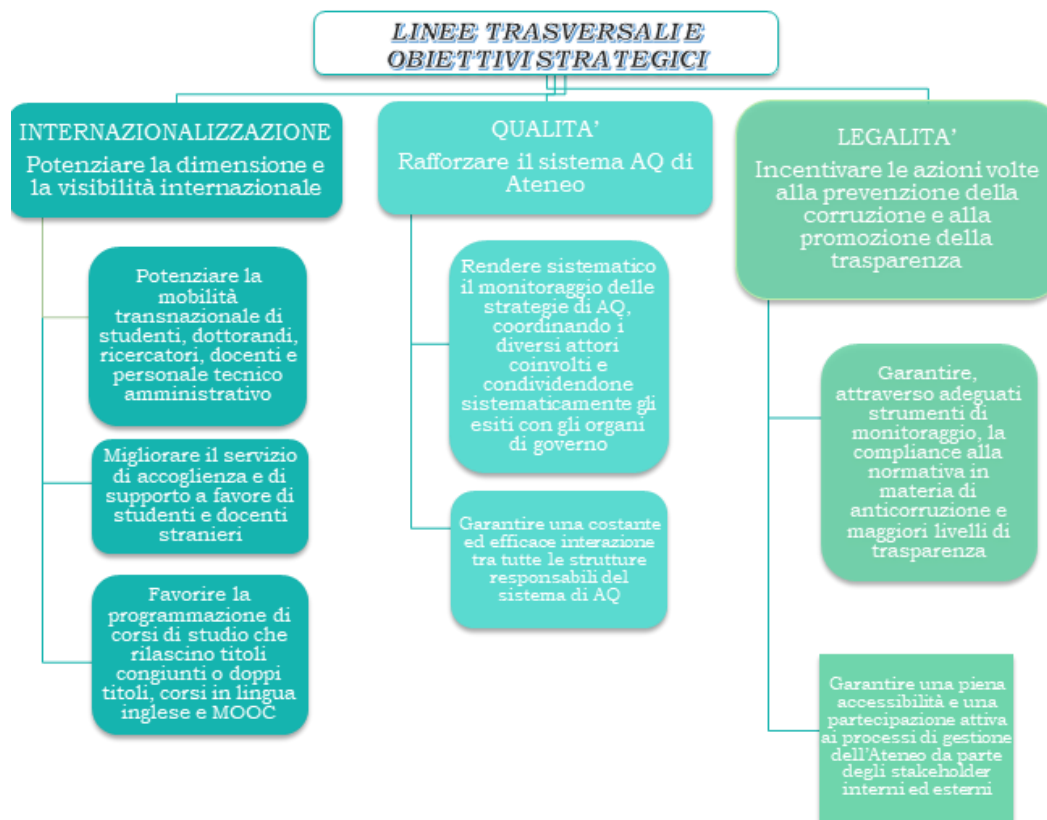 LINEE TRASVERSALI E
OBIETTIVI STRATEGICI
INTERNAZIONALIZZAZIONE
Potenziare la dimensione e
la visibilità internazionale
Potenziare la
mobilità
transnazionale di
studenti, dottorandi,
ricercatori, docenti e
personale tecnico
amministrativo
Migliorare il servizio
di accoglienza e di
supporto a favore di
studenti e docenti
stranieri
Favorire la
programmazione di
corsi di studio che
rilascino titoli
congiunti o doppi
titoli, corsi in lingua
inglese e MOOC
QUALITA’
Rafforzare il sistema AQ di
Ateneo
Rendere sistematico
il monitoraggio delle
strategie di AQ,
coordinando i
diversi attori
coinvolti e
condividendone
sistematicamente gli
esiti con gli organi
di governo
Garantire una costante
ed efficace interazione
tra tutte le strutture
responsabili del
sistema di AQ
LEGALITA’
Incentivare le azioni volte
alla prevenzione della
corruzione e alla
promozione della
trasparenza
Garantire,
attraverso adeguati
strumenti di
monitoraggio, la
compliance alla
normativa in
materia di
anticorruzione e
maggiori livelli di
trasparenza
Garantire una piena
accessibilità e una
partecipazione attiva
ai processi di gestione
dell’Ateneo da parte
degli stakeholder
interni ed esterni